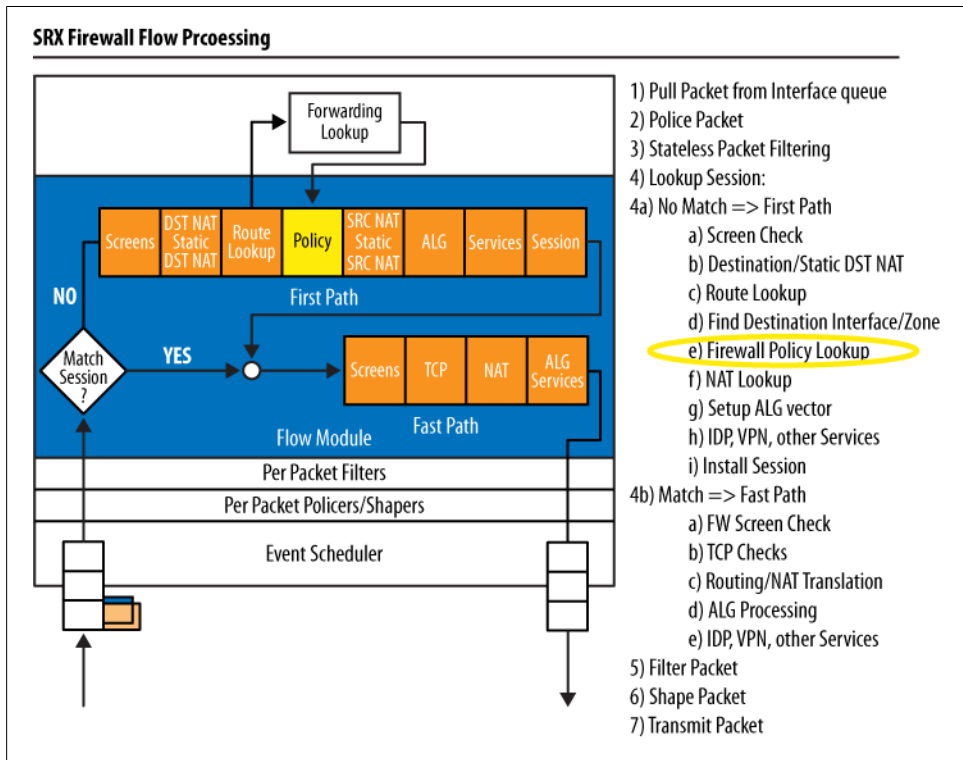 SRX Firewall Flow Prcoessing
Forwarding
Lookup
Screens
DST NAT
Static
DST NAT
Route
Lookup
Policy
SRC NAT
Static
SRC NAT
ALG
Services
Session
First Path
NO
Match
Session
?
YES
Screens
TCP
NAT
ALG
Services
Fast Path
Flow Module
Per Packet Filters
Per Packet Policers/Shapers
Event Scheduler
1) Pull Packet from Interface queue
2) Police Packet
3) Stateless Packet Filtering
4) Lookup Session:
4a) No Match => First Path
a) Screen Check
b) Destination/Static DST NAT
c) Route Lookup
d) Find Destination Interface/Zone
e) Firewall Policy Lookup
f) NAT Lookup
g) Setup ALG vector
h) IDP, VPN, other Services
i) Install Session
4b) Match => Fast Path
a) FW Screen Check
b) TCP Checks
c) Routing/NAT Translation
d) ALG Processing
e) IDP, VPN, other Services
5) Filter Packet
6) Shape Packet
7) Transmit Packet